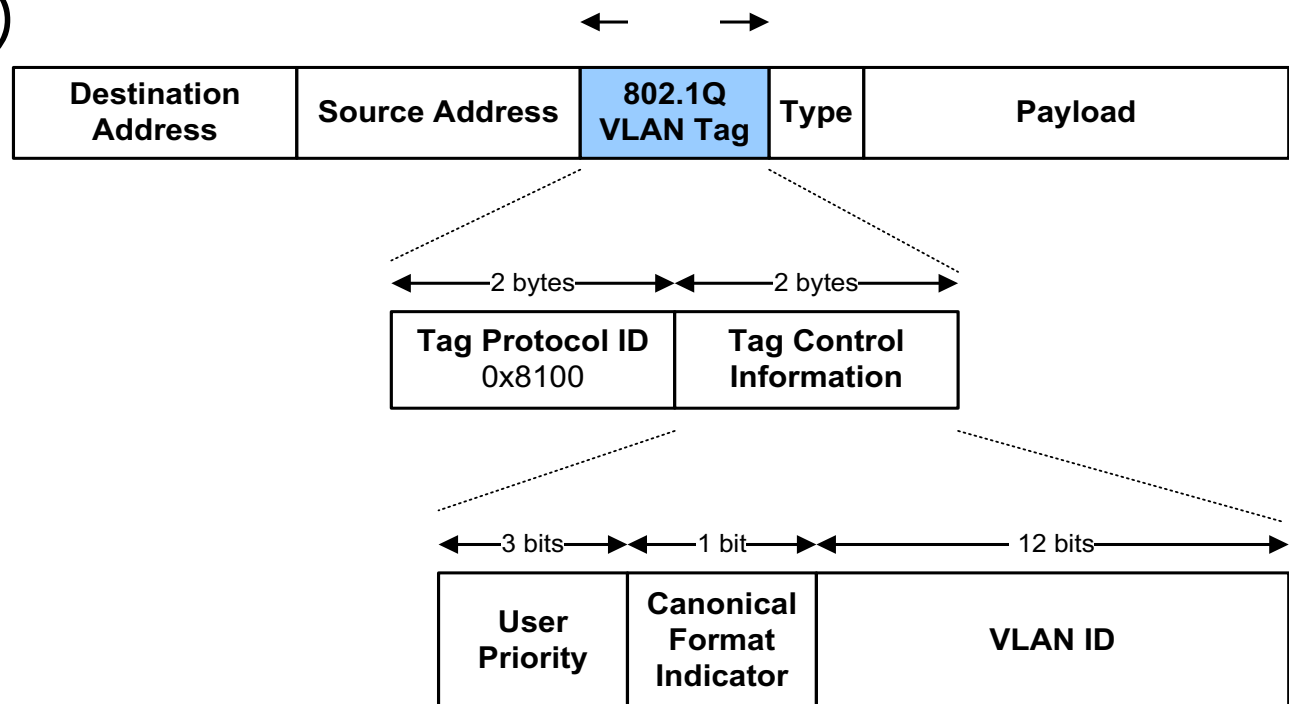 )
Destination
Address
Source Address
802.1Q
VLAN Tag
Type
Payload
2 bytes
2 bytes
Tag Protocol ID
0x8100
Tag Control
Information
3 bits
1 bit
12 bits
User
Priority
Canonical
Format
Indicator
VLAN ID